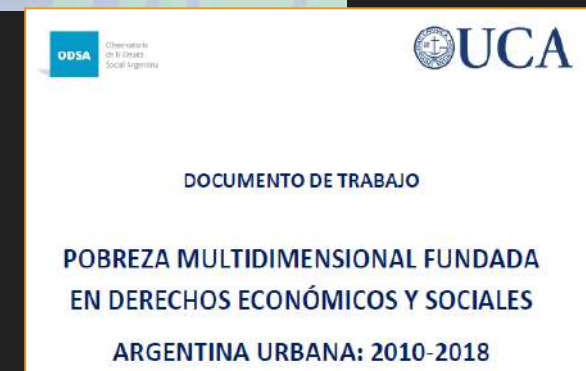 ODSA
Observatorio
de la Deuda
Social Argentina
UCA
DOCUMENTO DE TRABAJO
POBREZA MULTIDIMENSIONAL FUNDADA
EN DERECHOS ECONÓMICOS Y SOCIALES
ARGENTINA URBANA: 2010-2018